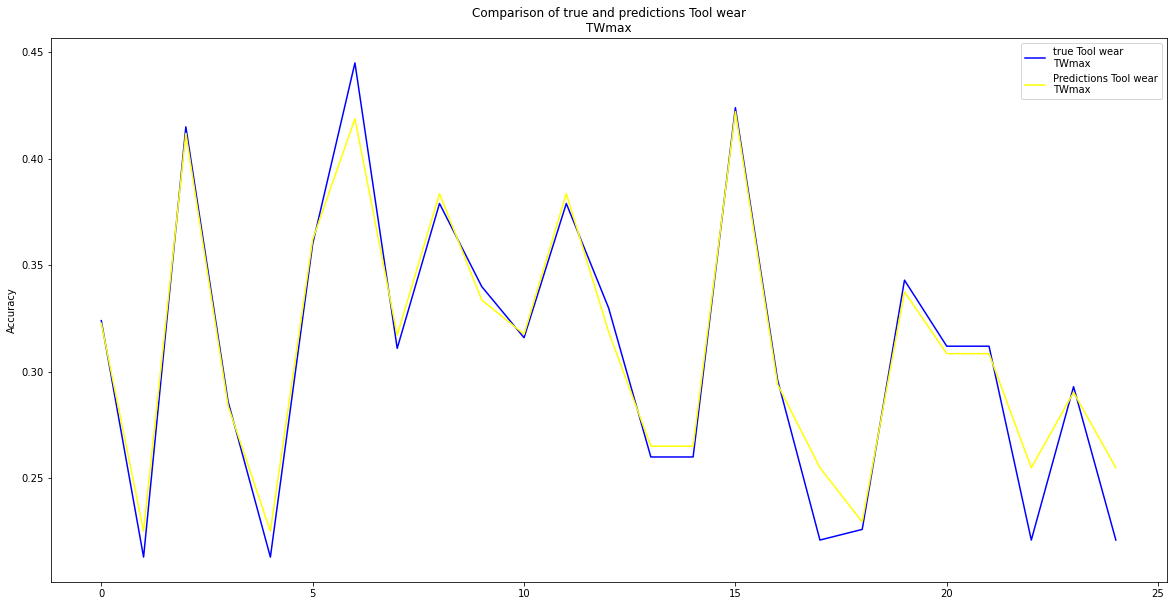 Comparison of true and predictions Tool wear
TWmax
true Tool wear
TWmax
Predictions Tool wear
TWmax
Accuracy
0.45
0.40
0.35
0.30
0.25
0
5
10
15
20
25